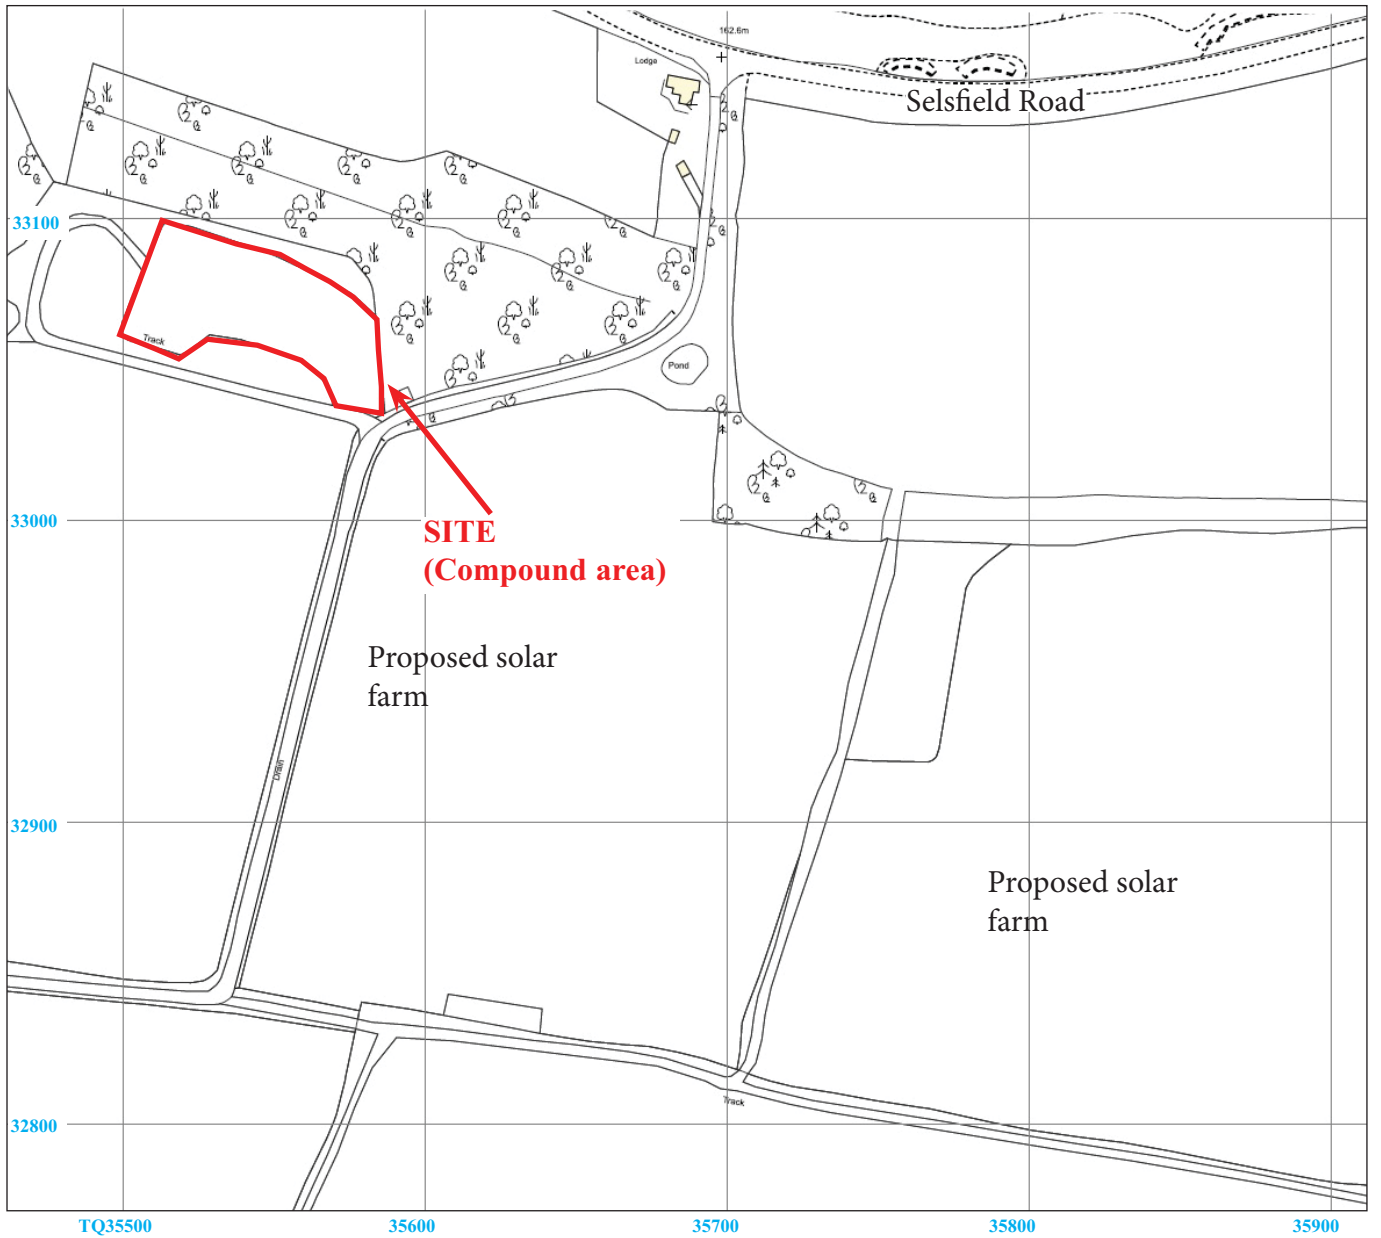 162.6m
Lodge
Selsfield Road
33100
Track
Pond
33000
SITE
(Compound area)
Proposed solar
farm
Drain
32900
Proposed solar
farm
Track
32800
TQ35500
35600
35700
35800
35900